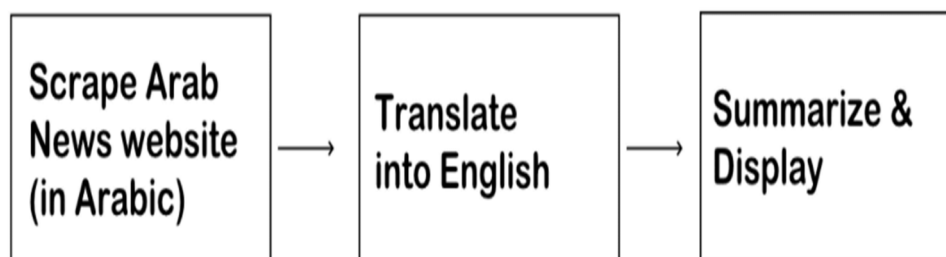 Scrape Arab
News website
(in Arabic)
Translate
into English
Summarize &
Display